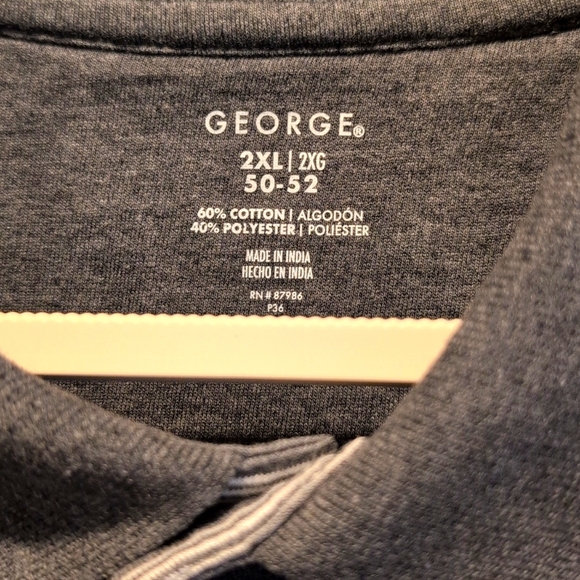 GEORGE®
2XL | 2XG
50-52
60% COTTON | ALGODÓN
40% POLYESTER | POLIÉSTER
MADE IN INDIA
HECHO EN INDIA
RN # 87986
P36